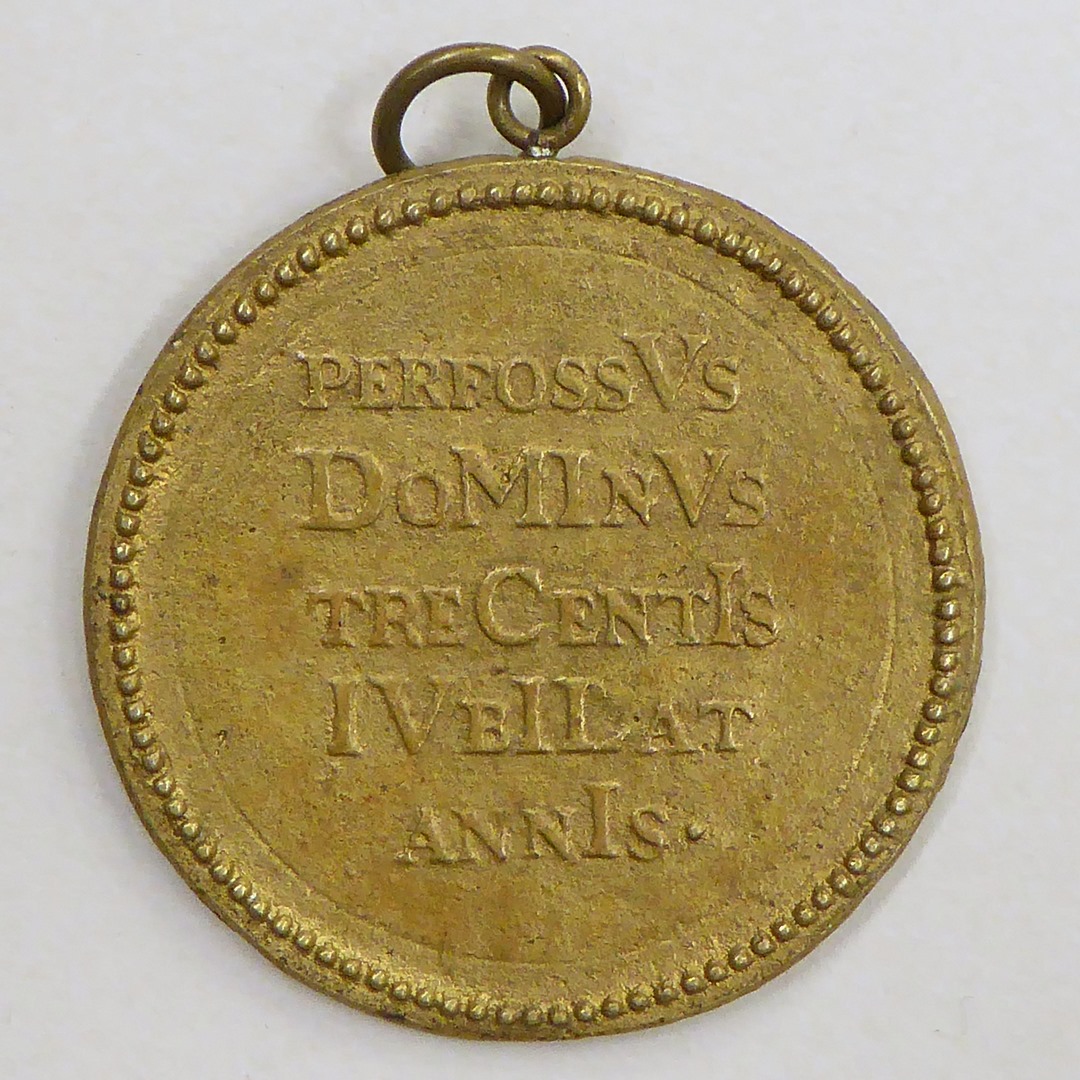 PERFOSSVS
DOMINVS
TRECENTIS
IVBILAT
ANNIS.